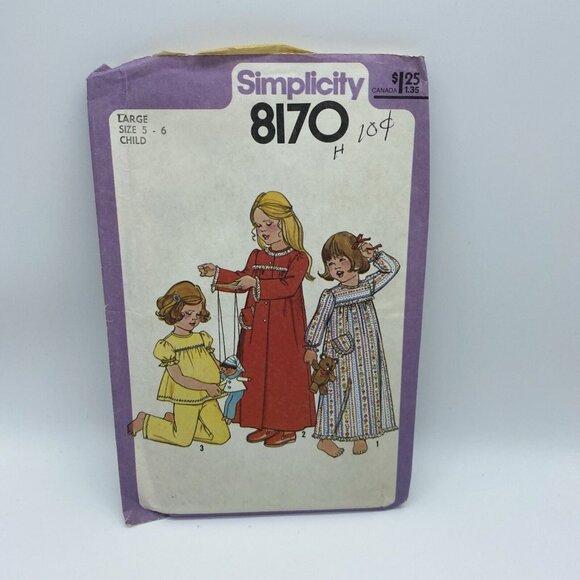 Simplicity
8170
$1.25
CANADA 1.35
LARGE
SIZE 5 - 6
CHILD
H 10¢
3
2
1